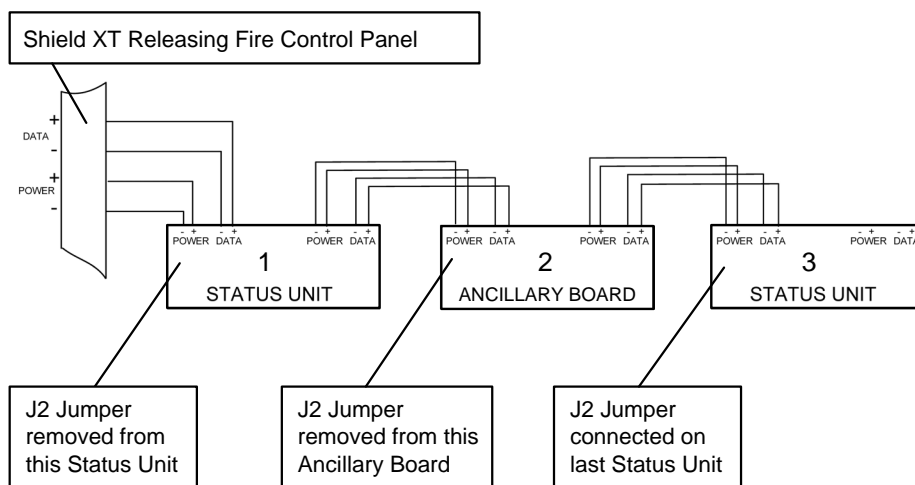 Shield XT Releasing Fire Control Panel
+
DATA
-
+
POWER
-
- + - +
POWER DATA
- + - +
POWER DATA
1
STATUS UNIT
- + - +
POWER DATA
- + - +
POWER DATA
2
ANCILLARY BOARD
- + - +
POWER DATA
- + - +
POWER DATA
3
STATUS UNIT
J2 Jumper
removed from
this Status Unit
J2 Jumper
removed from this
Ancillary Board
J2 Jumper
connected on
last Status Unit